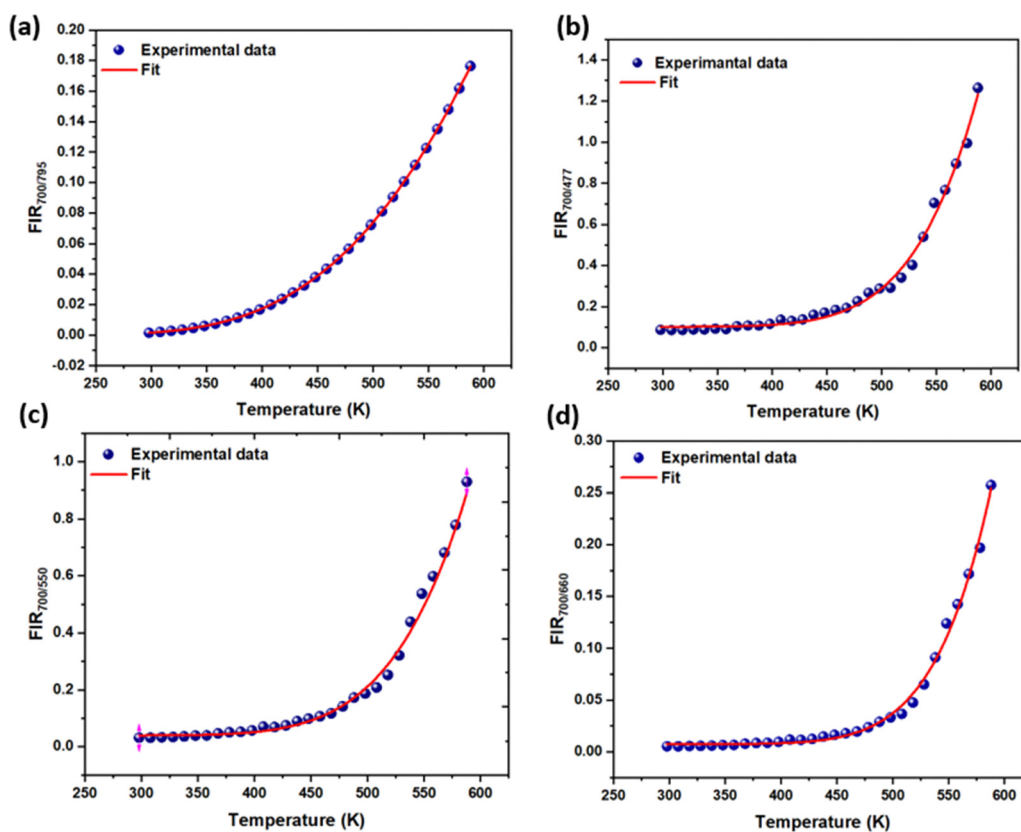 (a)
0.20
0.18
0.16
0.14
0.12
0.10
0.08
0.06
0.04
0.02
0.00
-0.02
FIR700/795
Experimental data
Fit
250 300 350 400 450 500 550 600
Temperature (K)
(b)
1.4
1.2
1.0
0.8
0.6
0.4
0.2
0.0
FIR700/477
Experimantal data
Fit
250 300 350 400 450 500 550 600
Temperature (K)
(c)
1.0
0.8
0.6
0.4
0.2
0.0
FIR700/550
Experimental data
Fit
250 300 350 400 450 500 550 600
Temperature (K)
(d)
0.30
0.25
0.20
0.15
0.10
0.05
0.00
FIR700/660
Experimental data
Fit
250 300 350 400 450 500 550 600
Temperature (K)